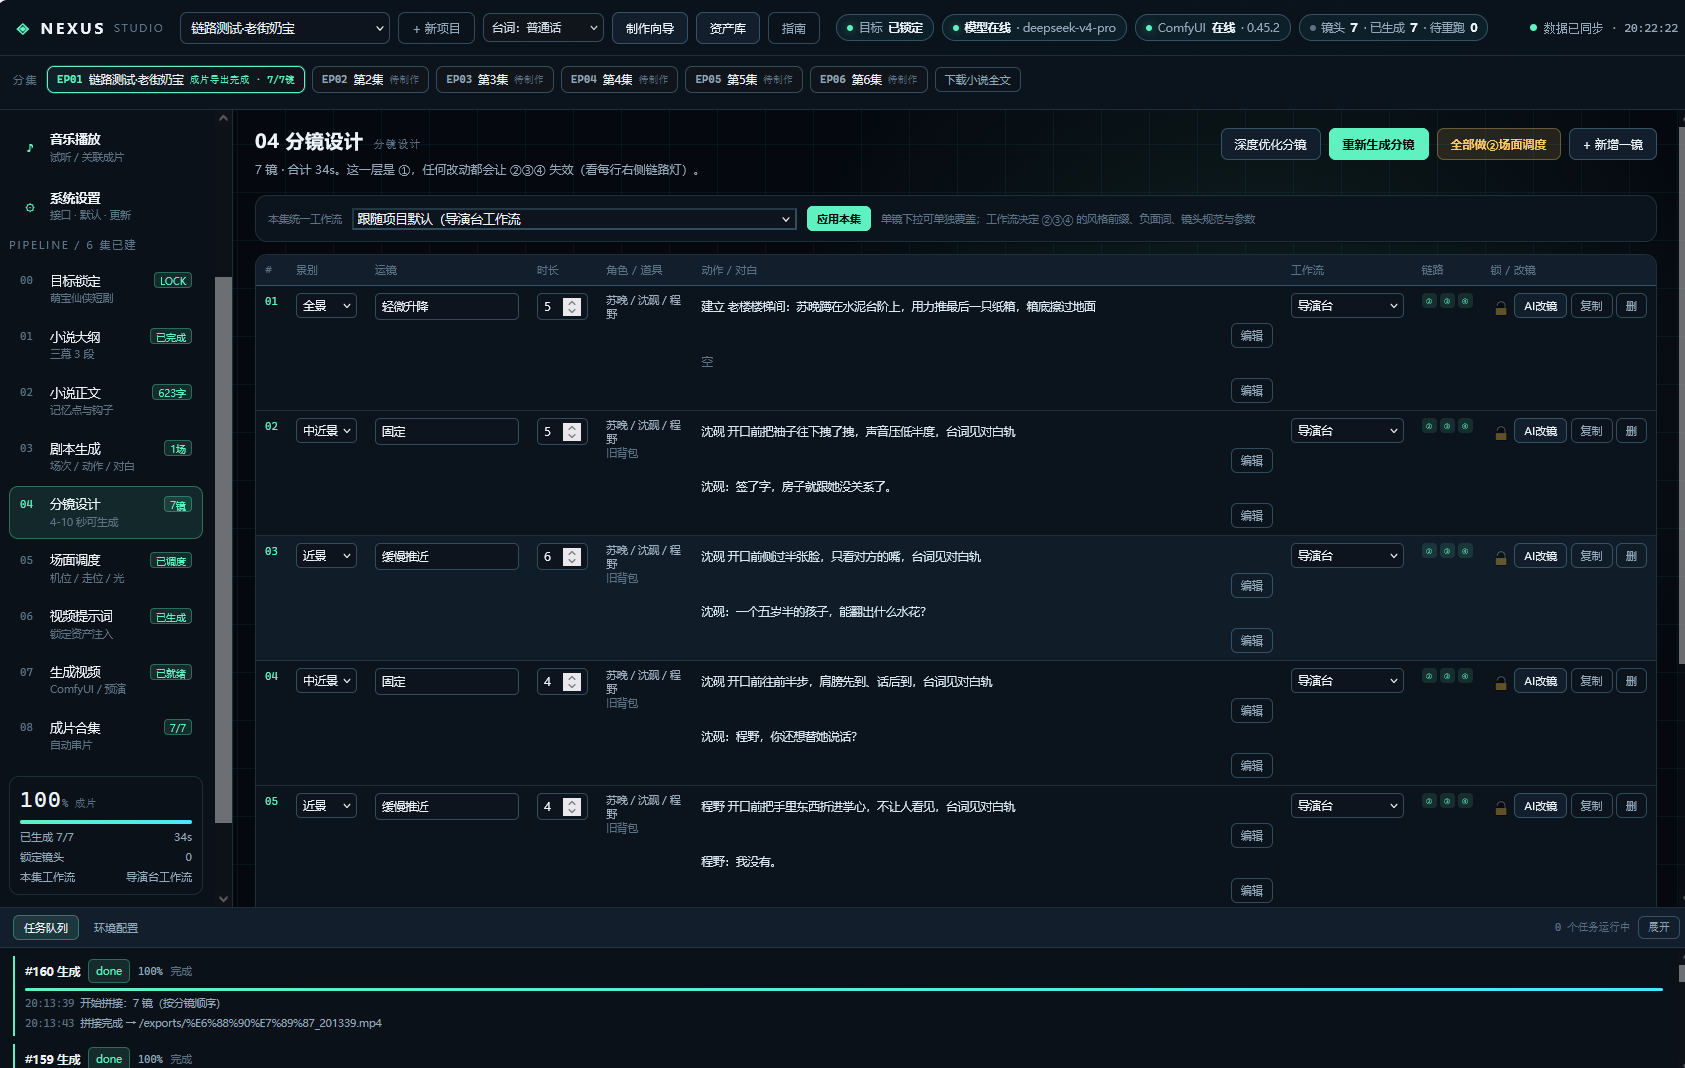 NEXUS STUDIO 链路测试-老街奶宝 + 新项目 台词：普通话 制作向导 资产库 指南 目标 已锁定 模型在线 · deepseek-v4-pro ComfyUI 在线 · 0.45.2 镜头 7 · 已生成 7 · 待重跑 0 数据已同步 · 20:22:22
分集 EP01 链路测试-老街奶宝 成片导出完成 · 7/7镜 EP02 第2集 待制作 EP03 第3集 待制作 EP04 第4集 待制作 EP05 第5集 待制作 EP06 第6集 待制作 下载小说全文
音乐播放
试听 / 关联成片
系统设置
接口 · 默认 · 更新
PIPELINE / 6 集已建
00 目标锁定 LOCK
萌宝仙侠短剧
01 小说大纲 已完成
三幕 3 段
02 小说正文 623字
记忆点与钩子
03 剧本生成 1场
场次 / 动作 / 对白
04 分镜设计 7镜
4-10 秒可生成
05 场面调度 已调度
机位 / 走位 / 光
06 视频提示词 已生成
锁定资产注入
07 生成视频 已就绪
ComfyUI / 预演
08 成片合集 7/7
自动串片
100% 成片
已生成 7/7 34s
锁定镜头 0
本集工作流 导演台工作流
04 分镜设计 分镜设计 深度优化分镜 重新生成分镜 全部做②场面调度 + 新增一镜
7 镜 · 合计 34s。这一层是 ①，任何改动都会让 ②③④ 失效（看每行右侧链路灯）。
本集统一工作流 跟随项目默认（导演台工作流 应用本集 单镜下拉可单独覆盖；工作流决定 ②③④ 的风格前缀、负面词、镜头规范与参数
# 景别 运镜 时长 角色 / 道具 动作 / 对白 工作流 链路 锁 / 改镜
01 全景 轻微升降 5 苏晚 / 沈砚 / 程野 建立 老楼楼梯间：苏晚蹲在水泥台阶上，用力推最后一只纸箱，箱底擦过地面 导演台 AI改镜 复制 删
编辑
空
编辑
02 中近景 固定 5 苏晚 / 沈砚 / 程野 沈砚 开口前把袖子往下拽了拽，声音压低半度，台词见对白轨 导演台 AI改镜 复制 删
旧背包
编辑
沈砚：签了字，房子就跟她没关系了。
编辑
03 近景 缓慢推近 6 苏晚 / 沈砚 / 程野 沈砚 开口前侧过半张脸，只看对方的嘴，台词见对白轨 导演台 AI改镜 复制 删
旧背包
编辑
沈砚：一个五岁半的孩子，能翻出什么水花？
编辑
04 中近景 固定 4 苏晚 / 沈砚 / 程野 沈砚 开口前往前半步，肩膀先到、话后到，台词见对白轨 导演台 AI改镜 复制 删
旧背包
编辑
沈砚：程野，你还想替她说话？
编辑
05 近景 缓慢推近 4 苏晚 / 沈砚 / 程野 程野 开口前把手里东西折进掌心，不让人看见，台词见对白轨 导演台 AI改镜 复制 删
旧背包
编辑
程野：我没有。
编辑
任务队列 环境配置 0 个任务运行中 展开
#160 生成 done 100% 完成
20:13:39 开始拼接：7 镜（按分镜顺序）
20:13:43 拼接完成 → /exports/%E6%88%90%E7%89%87_201339.mp4
#159 生成 done 100% 完成